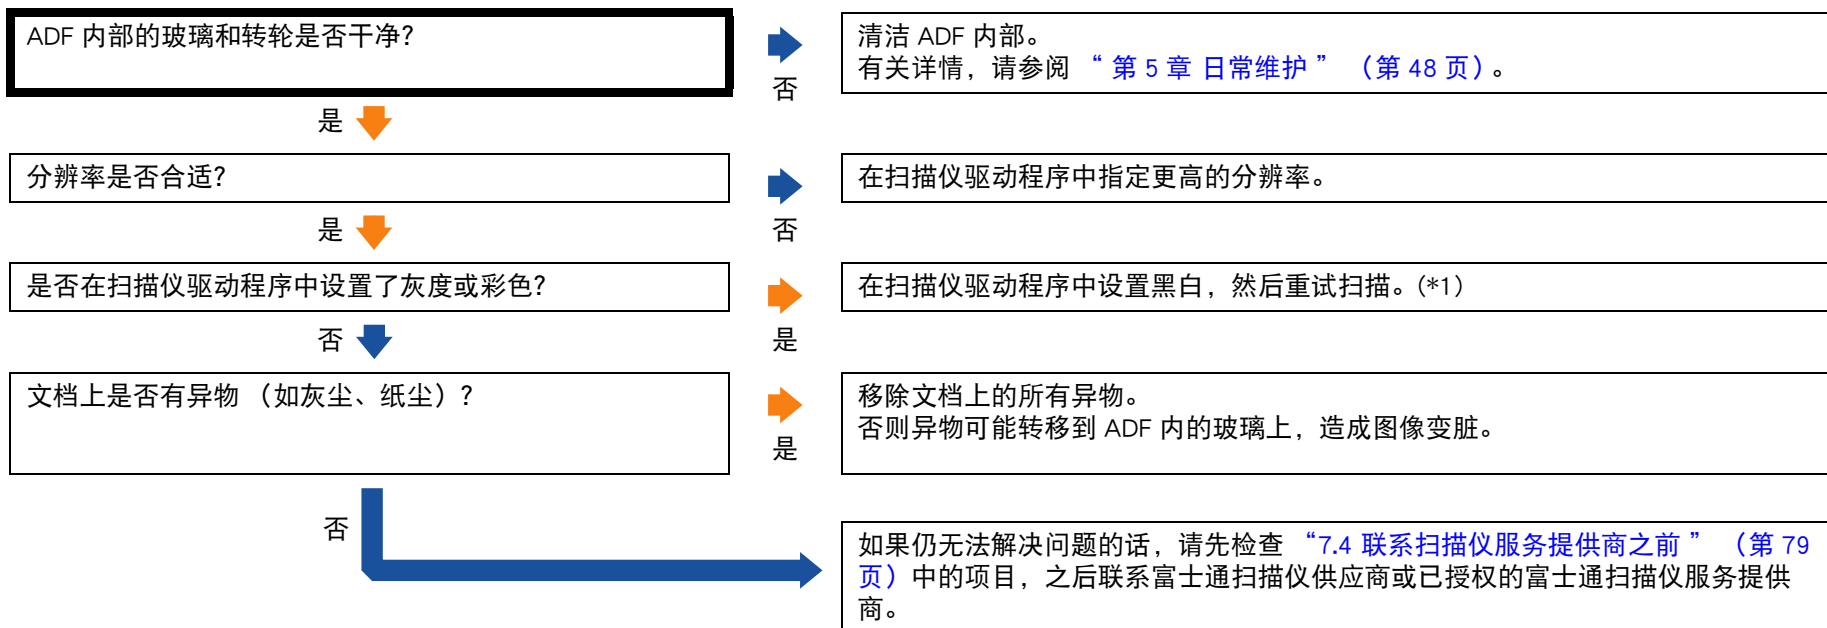 ADF 内部的玻璃和转轮是否干净?
清洁 ADF 内部。
有关详情，请参阅 “ 第 5 章 日常维护 ” （第 48 页）。
否
是
分辨率是否合适?
在扫描仪驱动程序中指定更高的分辨率。
是
否
是否在扫描仪驱动程序中设置了灰度或彩色?
在扫描仪驱动程序中设置黑白，然后重试扫描。(*1)
否
是
文档上是否有异物 （如灰尘、纸尘）?
移除文档上的所有异物。
否则异物可能转移到 ADF 内的玻璃上，造成图像变脏。
是
否
如果仍无法解决问题的话，请先检查 “7.4 联系扫描仪服务提供商之前 ” （第 79
页）中的项目，之后联系富士通扫描仪供应商或已授权的富士通扫描仪服务提供
商。